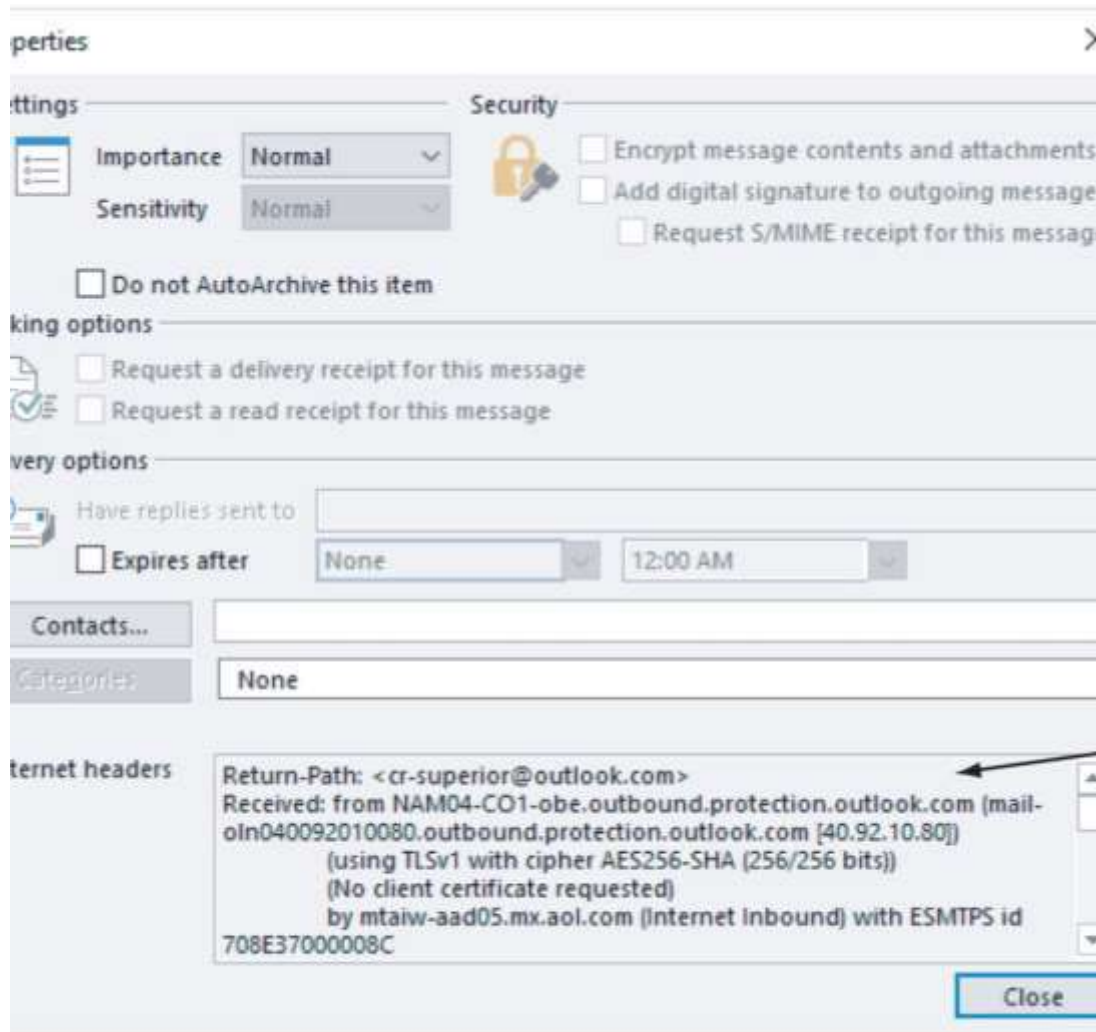 perties
ttings
Security
Importance Normal
Encrypt message contents and attachments
Sensitivity Normal
Add digital signature to outgoing message
Request S/MIME receipt for this messag
Do not AutoArchive this item
king options
Request a delivery receipt for this message
Request a read receipt for this message
very options
Have replies sent to
Expires after None 12:00 AM
Contacts...
Categories None
ternet headers
Return-Path: <cr-superior@outlook.com>
Received: from NAM04-CO1-obe.outbound.protection.outlook.com (mail-
oln040092010080.outbound.protection.outlook.com [40.92.10.80])
(using TLSv1 with cipher AES256-SHA (256/256 bits))
(No client certificate requested)
by mtaiw-aad05.mx.aol.com (Internet Inbound) with ESMTPS id
708E37000008C
Close